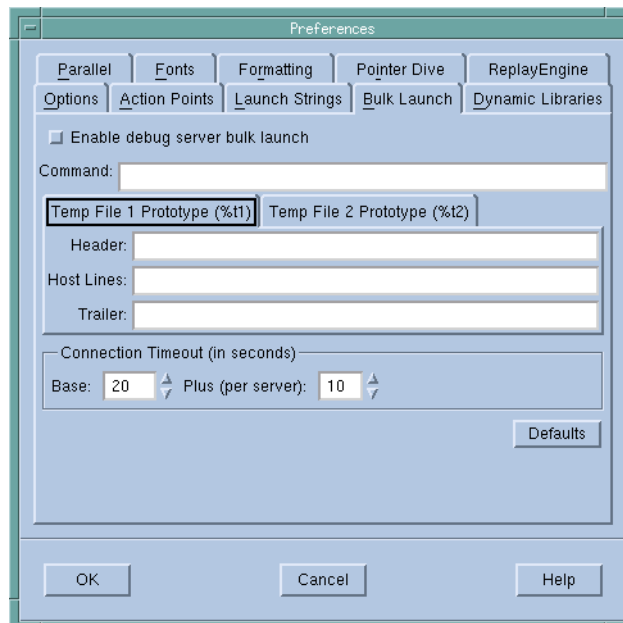 Preferences
Parallel Fonts Formatting Pointer Dive ReplayEngine
Options Action Points Launch Strings Bulk Launch Dynamic Libraries
Enable debug server bulk launch
Command:
Temp File 1 Prototype (%t1) Temp File 2 Prototype (%t2)
Header:
Host Lines:
Trailer:
Connection Timeout (in seconds)
Base: 20 Plus (per server): 10
Defaults
OK Cancel Help